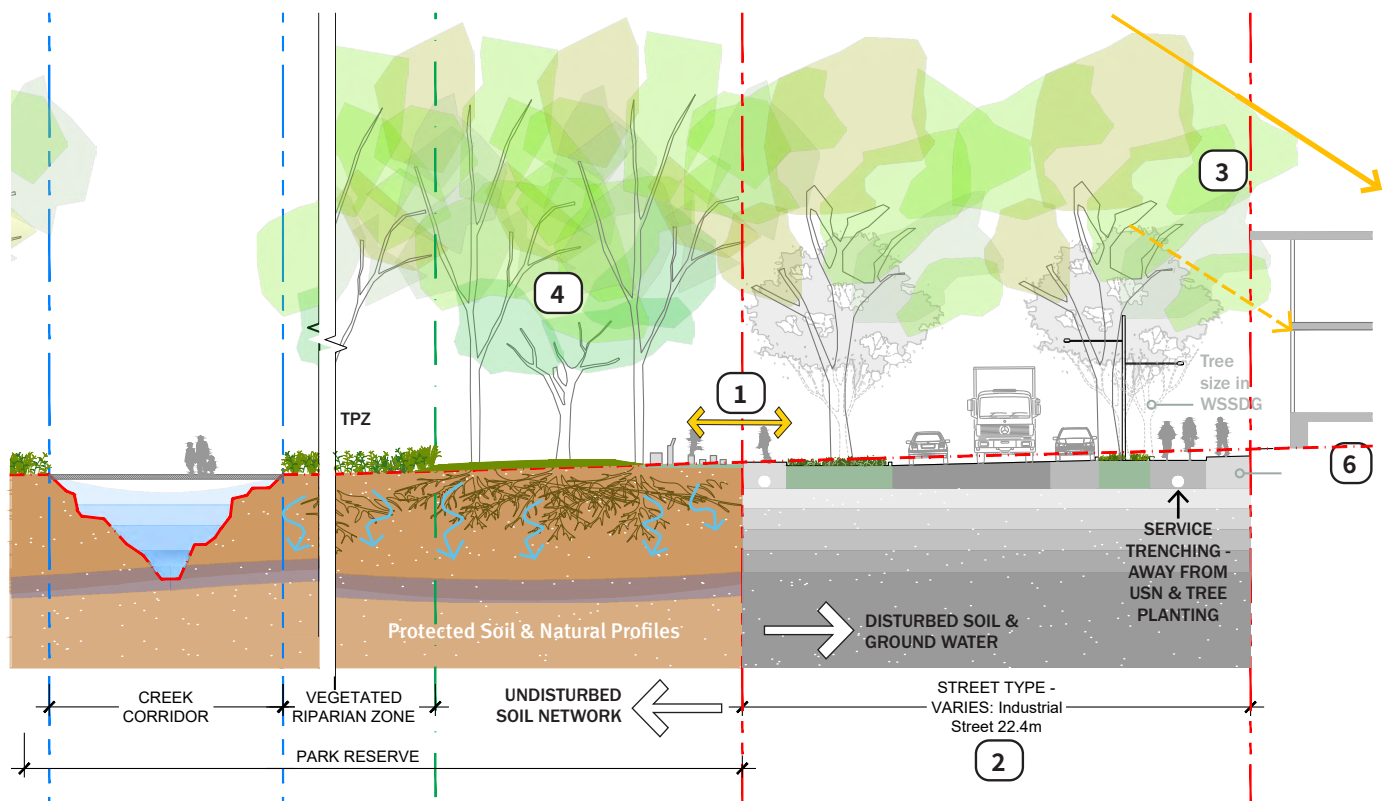 3
4
1
Tree
size in
WSSDG
TPZ
6
SERVICE
TRENCHING -
AWAY FROM
USN & TREE
PLANTING
Protected Soil & Natural Profiles
DISTURBED SOIL &
GROUND WATER
CREEK
CORRIDOR
VEGETATED
RIPARIAN ZONE
UNDISTURBED
SOIL NETWORK
STREET TYPE -
VARIES: Industrial
Street 22.4m
PARK RESERVE
2